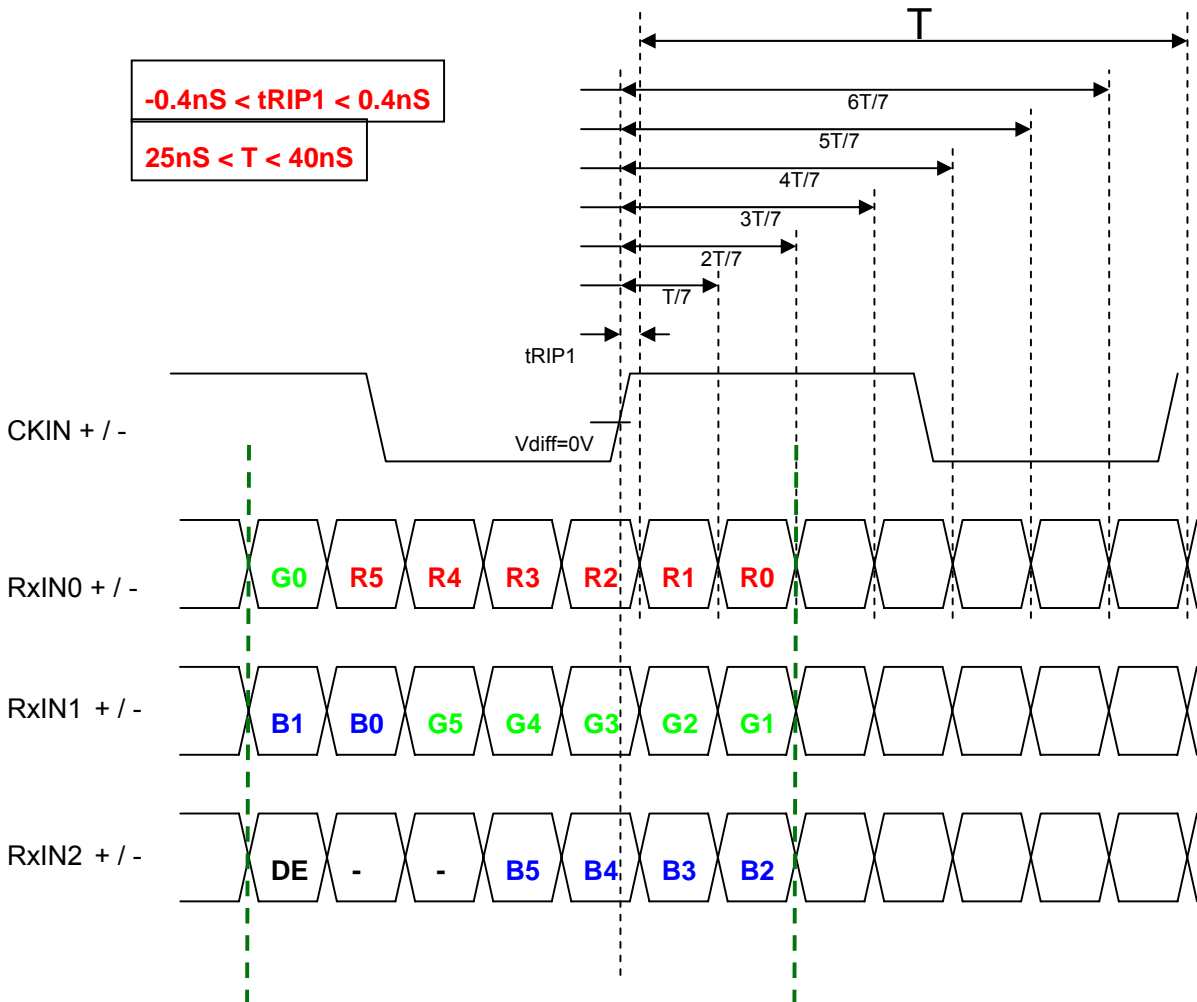 T
-0.4nS < tRIP1 < 0.4nS
25nS < T < 40nS
6T/7
5T/7
4T/7
3T/7
2T/7
T/7
tRIP1
CKIN + / -
Vdiff=0V
RxIN0 + / -
G0 R5 R4 R3 R2 R1 R0
RxIN1 + / -
B1 B0 G5 G4 G3 G2 G1
RxIN2 + / -
DE - - B5 B4 B3 B2